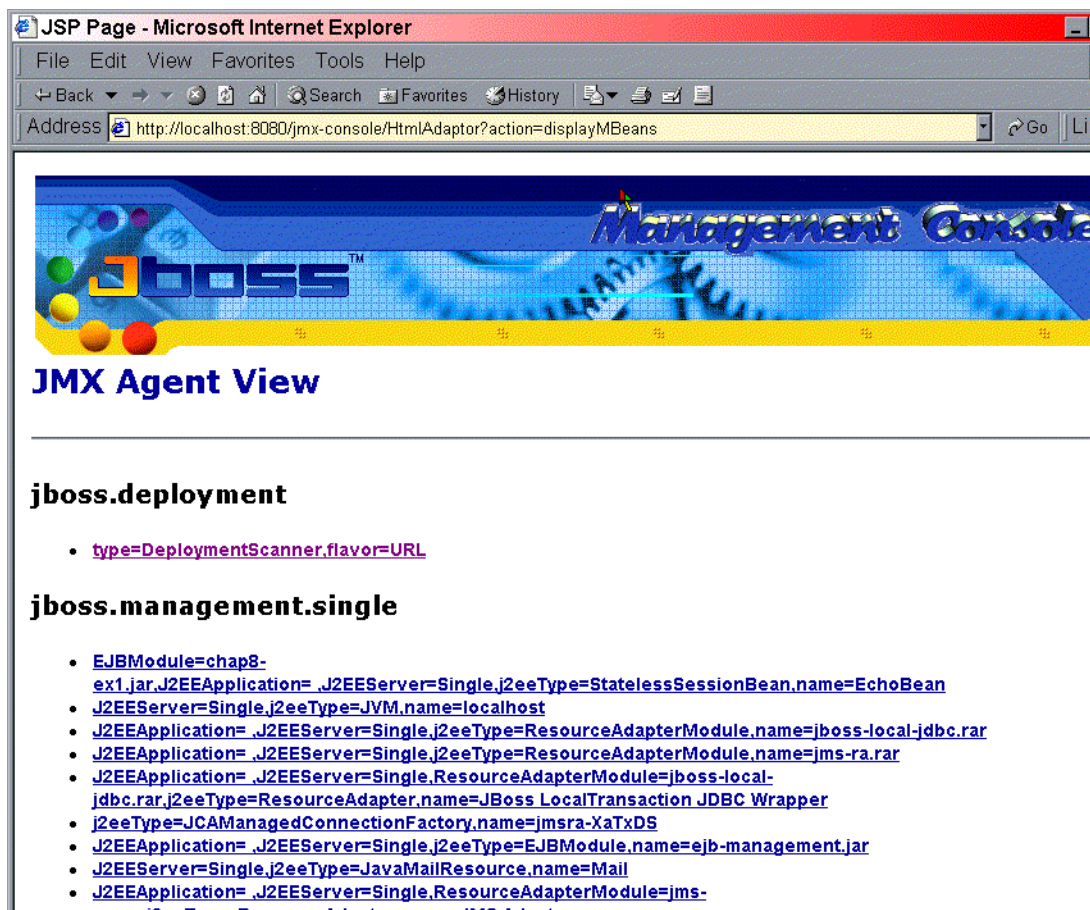 JSP Page - Microsoft Internet Explorer
File Edit View Favorites Tools Help
Back Search Favorites History
Address http://localhost:8080/jmx-console/HtmlAdaptor?action=displayMBeans Go Li
Management Console
Jboss™
JMX Agent View
jboss.deployment
type=DeploymentScanner,flavor=URL
jboss.management.single
EJBModule=chap8-
ex1.jar,J2EEApplication= ,J2EEServer=Single,j2eeType=StatelessSessionBean,name=EchoBean
J2EEServer=Single,j2eeType=JVM,name=localhost
J2EEApplication= ,J2EEServer=Single,j2eeType=ResourceAdapterModule,name=jboss-local-jdbc.rar
J2EEApplication= ,J2EEServer=Single,j2eeType=ResourceAdapterModule,name=jms-ra.rar
J2EEApplication= ,J2EEServer=Single,ResourceAdapterModule=jboss-local-
jdbc.rar,j2eeType=ResourceAdapter,name=JBoss LocalTransaction JDBC Wrapper
j2eeType=JCAManagedConnectionFactory,name=jmsra-XaTxDS
J2EEApplication= ,J2EEServer=Single,j2eeType=EJBModule,name=ejb-management.jar
J2EEServer=Single,j2eeType=JavaMailResource,name=Mail
J2EEApplication= ,J2EEServer=Single,ResourceAdapterModule=jms-